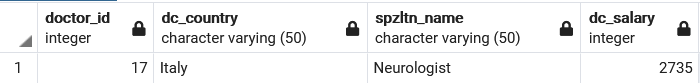 doctor_id dc_country spzltn_name dc_salary
integer character varying (50) character varying (50) integer
1 17 Italy Neurologist 2735